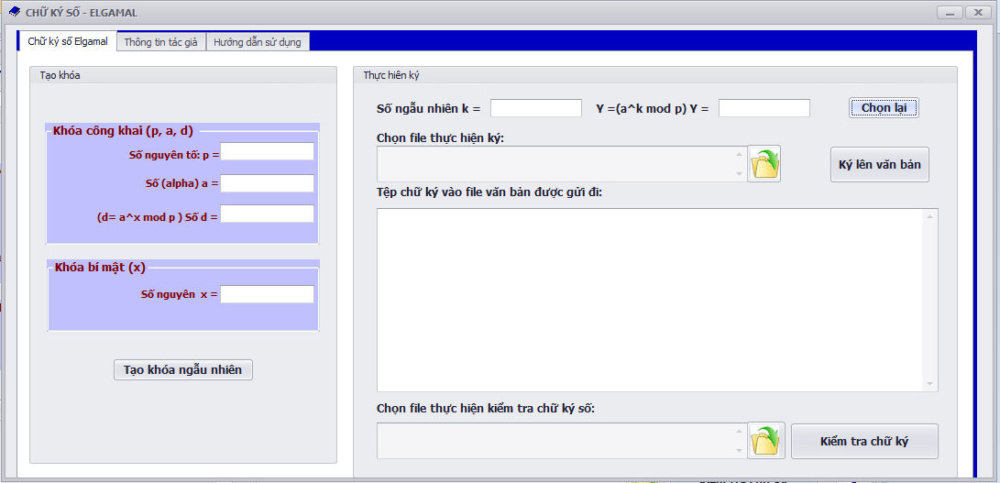 CHỮ KÝ SỐ - ELGAMAL
Chữ ký số Elgamal
Thông tin tác giả
Hướng dẫn sử dụng
Tạo khóa
Khóa công khai (p, a, d)
Số nguyên tố: p =
Số (alpha) a =
(d= a^x mod p ) Số d =
Khóa bí mật (x)
Số nguyên x =
Tạo khóa ngẫu nhiên
Thực hiên ký
Số ngẫu nhiên k =
Y =(a^k mod p) Y =
Chọn lại
Chọn file thực hiện ký:
Ký lên văn bản
Tệp chữ ký vào file văn bản được gửi đi:
Chọn file thực hiện kiểm tra chữ ký số:
Kiểm tra chữ ký